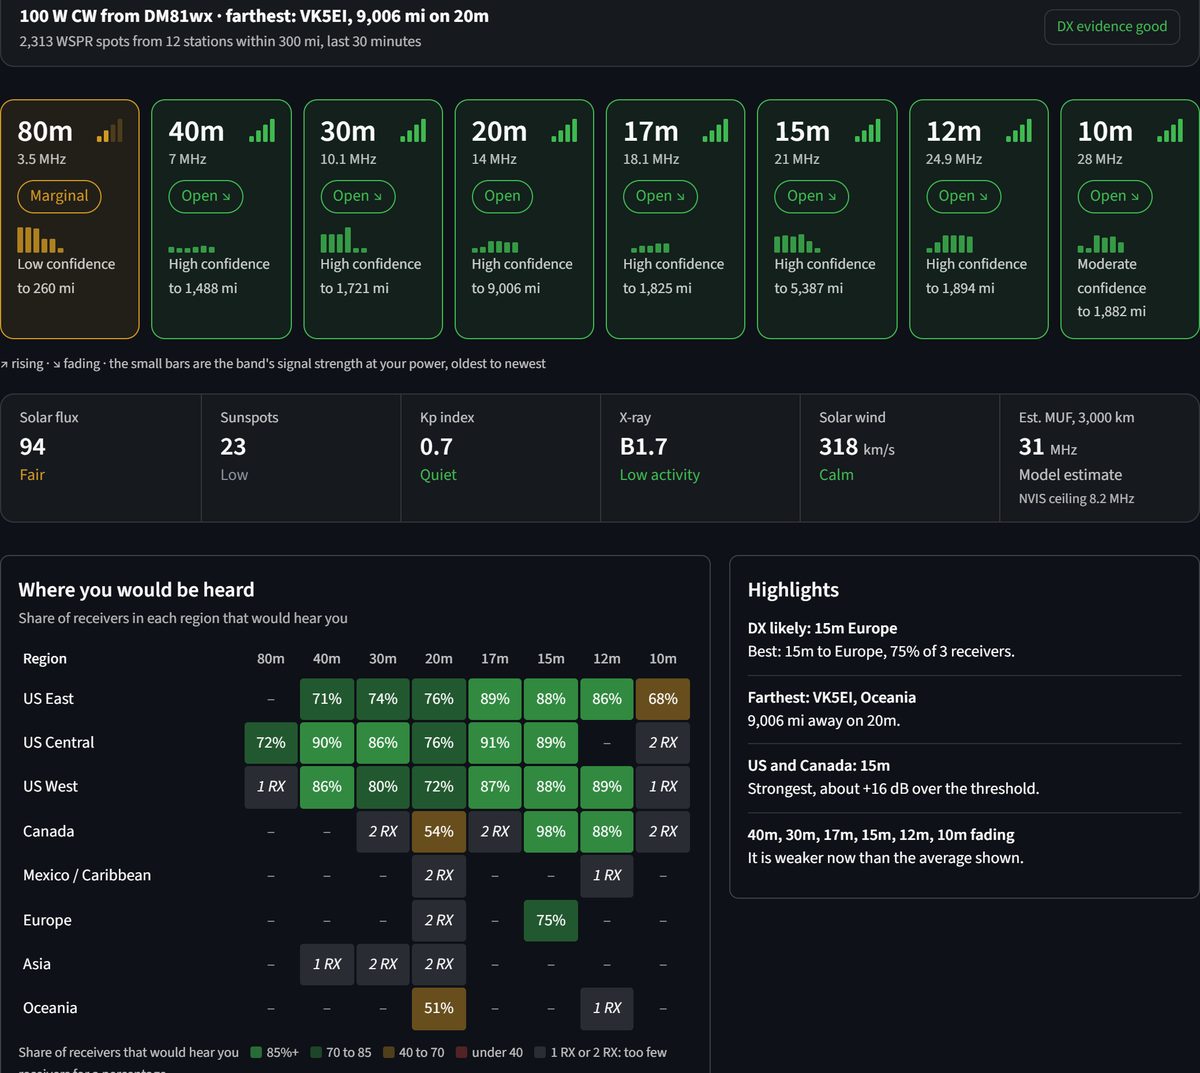 100 W CW from DM81wx · farthest: VK5EI, 9,006 mi on 20m
2,313 WSPR spots from 12 stations within 300 mi, last 30 minutes
DX evidence good
80m
3.5 MHz
Marginal
Low confidence
to 260 mi
40m
7 MHz
Open ↘
High confidence
to 1,488 mi
30m
10.1 MHz
Open ↘
High confidence
to 1,721 mi
20m
14 MHz
Open
High confidence
to 9,006 mi
17m
18.1 MHz
Open ↘
High confidence
to 1,825 mi
15m
21 MHz
Open ↘
High confidence
to 5,387 mi
12m
24.9 MHz
Open ↘
High confidence
to 1,894 mi
10m
28 MHz
Open ↘
Moderate
confidence
to 1,882 mi
↗ rising · ↘ fading · the small bars are the band's signal strength at your power, oldest to newest
Solar flux
94
Fair
Sunspots
23
Low
Kp index
0.7
Quiet
X-ray
B1.7
Low activity
Solar wind
318 km/s
Calm
Est. MUF, 3,000 km
31 MHz
Model estimate
NVIS ceiling 8.2 MHz
Where you would be heard
Share of receivers in each region that would hear you
Region 80m 40m 30m 20m 17m 15m 12m 10m
US East – 71% 74% 76% 89% 88% 86% 68%
US Central 72% 90% 86% 76% 91% 89% – 2 RX
US West 1 RX 86% 80% 72% 87% 88% 89% 1 RX
Canada – – 2 RX 54% 2 RX 98% 88% 2 RX
Mexico / Caribbean – – – 2 RX – – 1 RX –
Europe – – – 2 RX – 75% – –
Asia – 1 RX 2 RX 2 RX – – – –
Oceania – – – 51% – – 1 RX –
Share of receivers that would hear you 85%+ 70 to 85 40 to 70 under 40 1 RX or 2 RX: too few
receivers for a percentage
Highlights
DX likely: 15m Europe
Best: 15m to Europe, 75% of 3 receivers.
Farthest: VK5EI, Oceania
9,006 mi away on 20m.
US and Canada: 15m
Strongest, about +16 dB over the threshold.
40m, 30m, 17m, 15m, 12m, 10m fading
It is weaker now than the average shown.